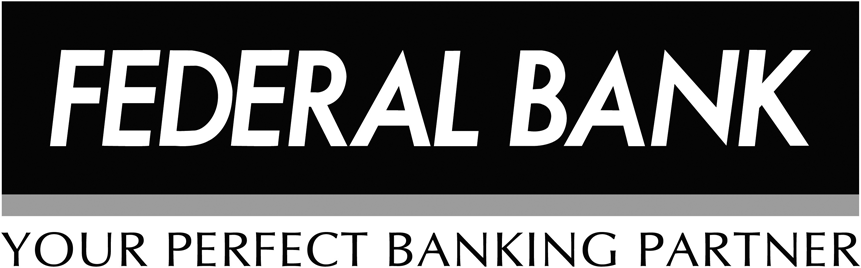 FEDERAL BANK
YOUR PERFECT BANKING PARTNER